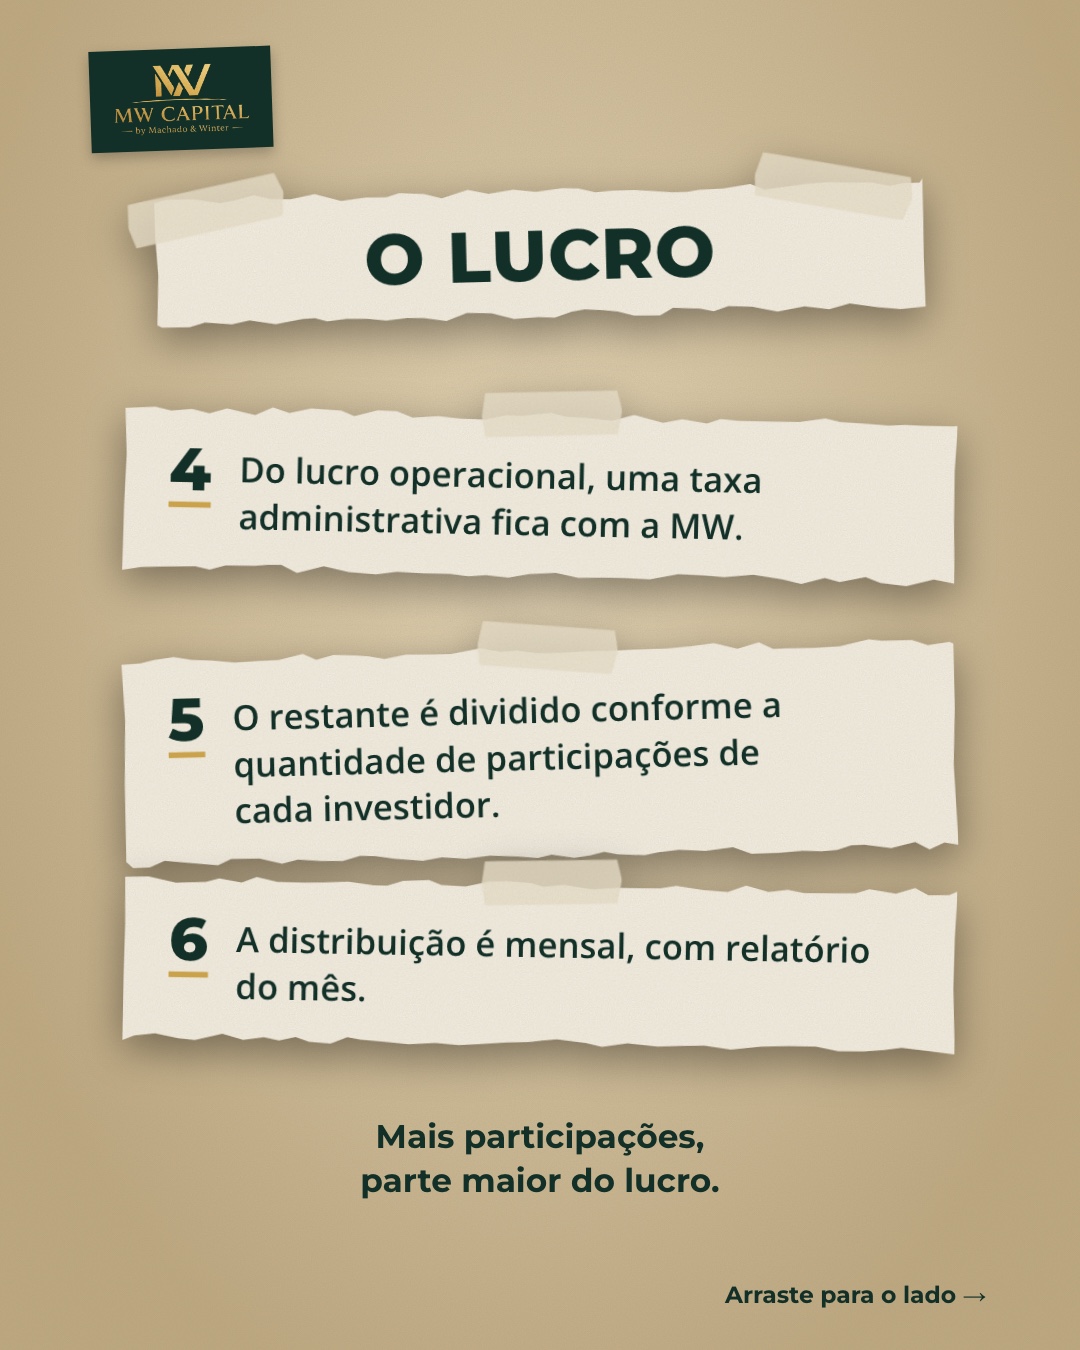 MW CAPITAL
by Machado & Winter
O LUCRO
4
Do lucro operacional, uma taxa
administrativa fica com a MW.
5
O restante é dividido conforme a
quantidade de participações de
cada investidor.
6
A distribuição é mensal, com relatório
do mês.
Mais participações,
parte maior do lucro.
Arraste para o lado →